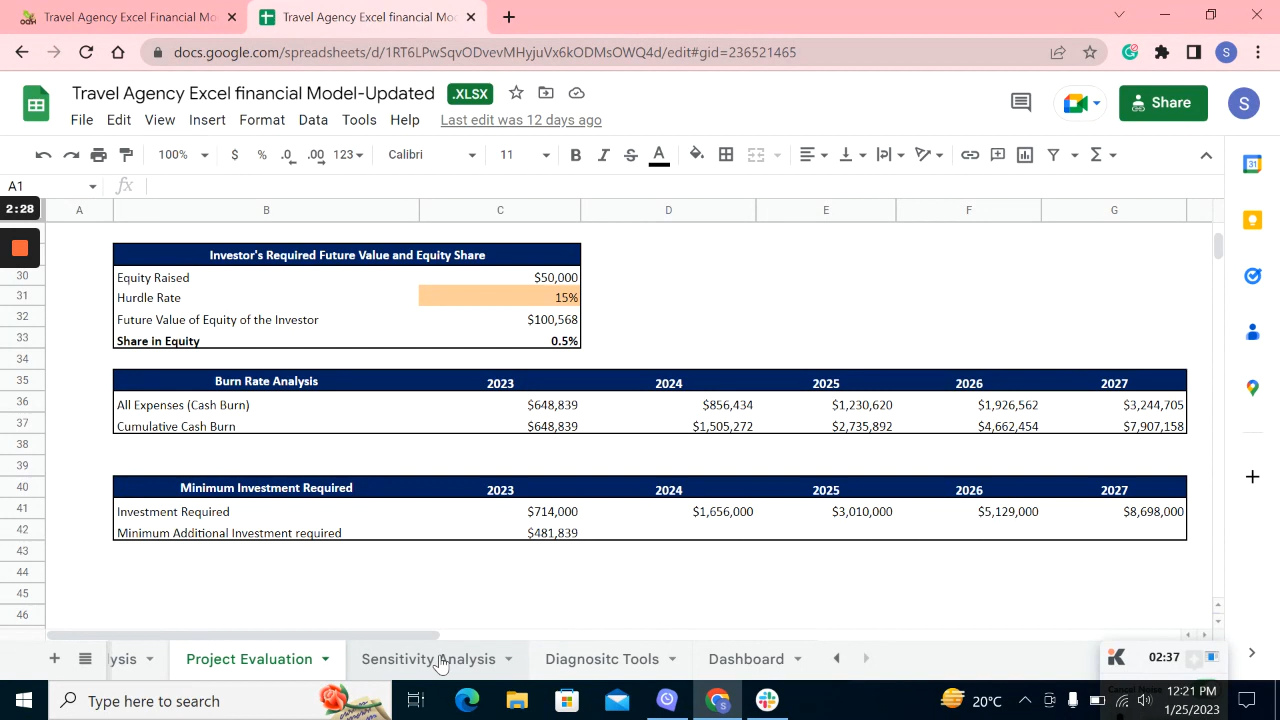 Travel Agency Excel Financial Mo
Travel Agency Excel financial Mo
docs.google.com/spreadsheets/d/1RT6LPwSqvODvevMHyjuVx6kODMsOWQ4d/edit#gid=236521465
S
Travel Agency Excel financial Model-Updated .XLSX
Share S
File Edit View Insert Format Data Tools Help Last edit was 12 days ago
100% $ % .0 .00 123 Calibri 11 B I S A
31
A1 fx
2:28
A B C D E F G
Investor's Required Future Value and Equity Share
30 Equity Raised $50,000
31 Hurdle Rate 15%
32 Future Value of Equity of the Investor $100,568
33 Share in Equity 0.5%
34
35 Burn Rate Analysis 2023 2024 2025 2026 2027
36 All Expenses (Cash Burn) $648,839 $856,434 $1,230,620 $1,926,562 $3,244,705
37 Cumulative Cash Burn $648,839 $1,505,272 $2,735,892 $4,662,454 $7,907,158
38
39
40 Minimum Investment Required 2023 2024 2025 2026 2027
41 Investment Required $714,000 $1,656,000 $3,010,000 $5,129,000 $8,698,000
42 Minimum Additional Investment required $481,839
43
44
45
46
lysis Project Evaluation Sensitivity Analysis Diagnositc Tools Dashboard
02:37
Type here to search
20°C
12:21 PM
1/25/2023